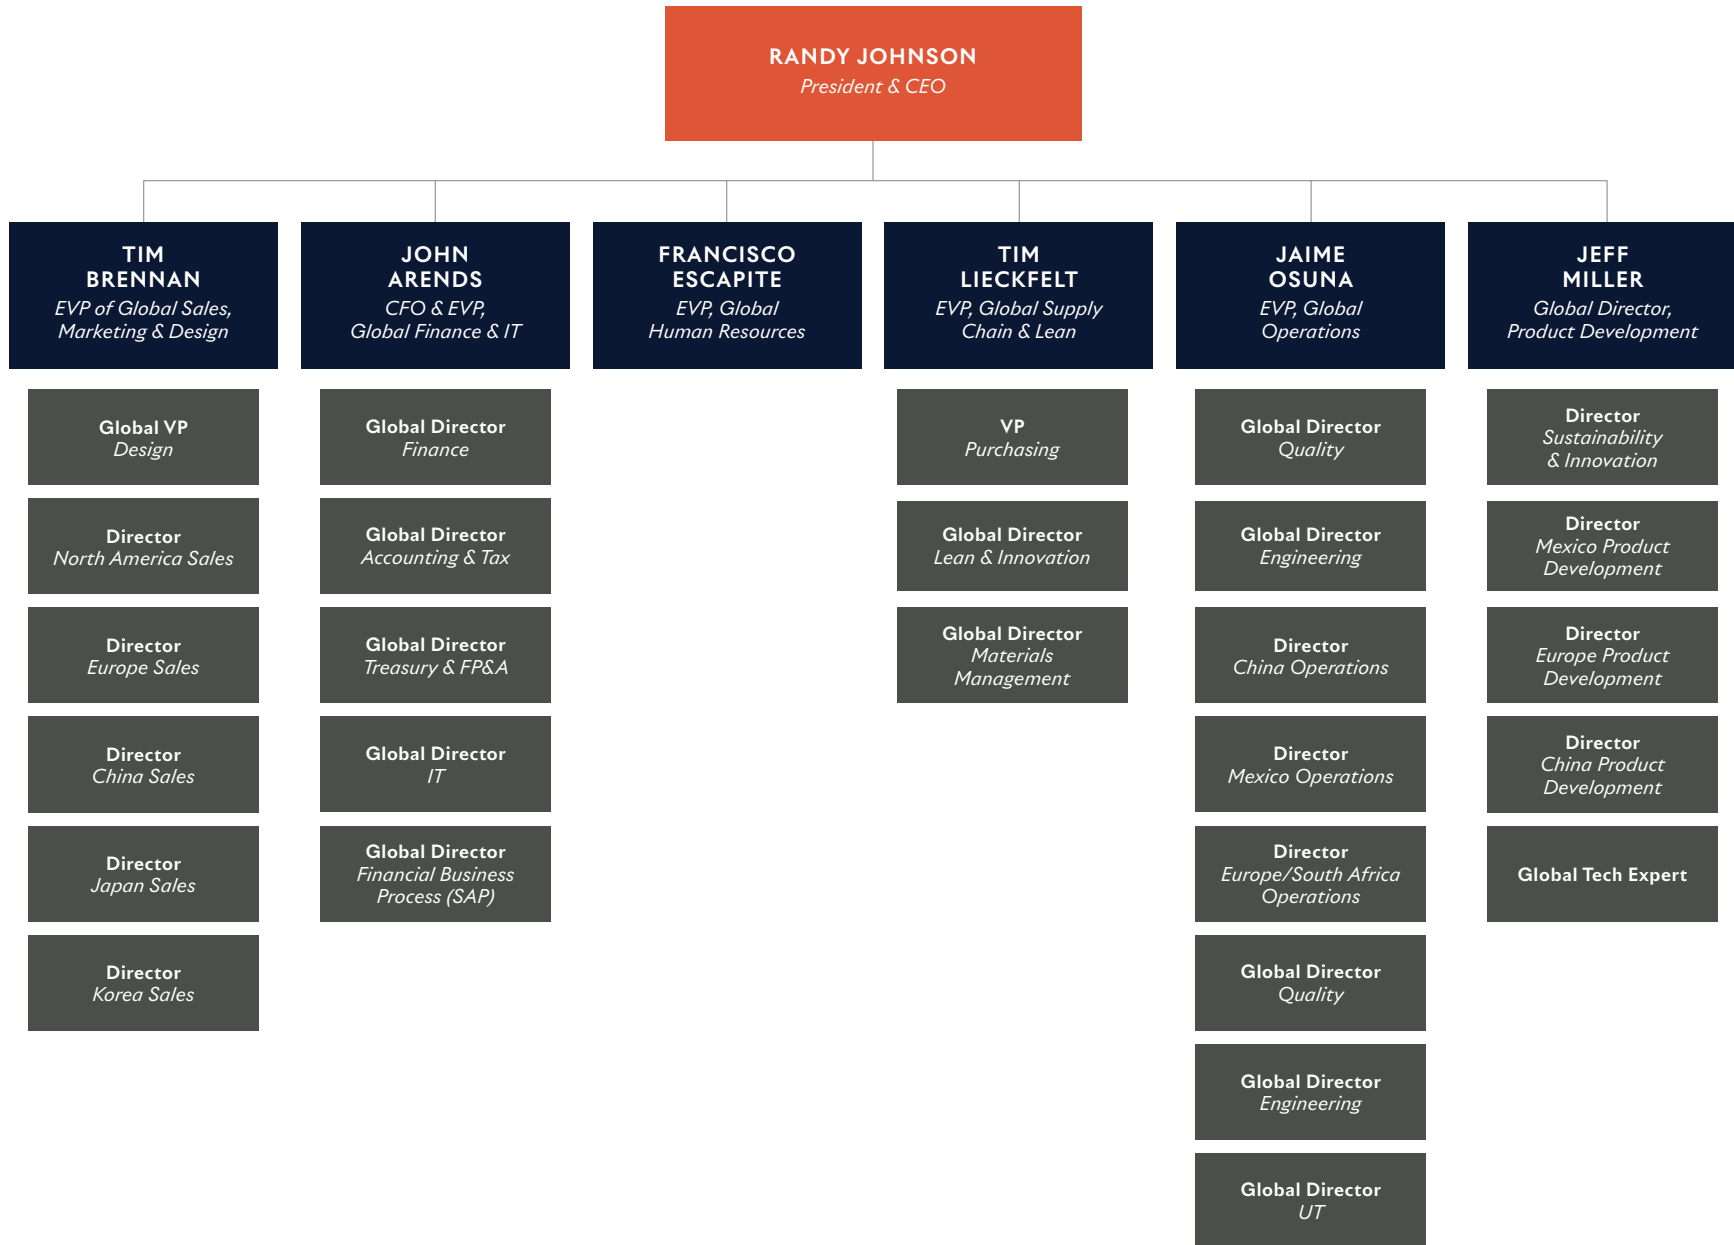 RANDY JOHNSON
President & CEO
TIM
BRENNAN
EVP of Global Sales,
Marketing & Design
Global VP
Design
Director
North America Sales
Director
Europe Sales
Director
China Sales
Director
Japan Sales
Director
Korea Sales
JOHN
ARENDS
CFO & EVP,
Global Finance & IT
Global Director
Finance
Global Director
Accounting & Tax
Global Director
Treasury & FP&A
Global Director
IT
Global Director
Financial Business
Process (SAP)
FRANCISCO
ESCAPITE
EVP, Global
Human Resources
TIM
LIECKFELT
EVP, Global Supply
Chain & Lean
VP
Purchasing
Global Director
Lean & Innovation
Global Director
Materials
Management
JAIME
OSUNA
EVP, Global
Operations
Global Director
Quality
Global Director
Engineering
Director
China Operations
Director
Mexico Operations
Director
Europe/South Africa
Operations
Global Director
Quality
Global Director
Engineering
Global Director
UT
JEFF
MILLER
Global Director,
Product Development
Director
Sustainability
& Innovation
Director
Mexico Product
Development
Director
Europe Product
Development
Director
China Product
Development
Global Tech Expert